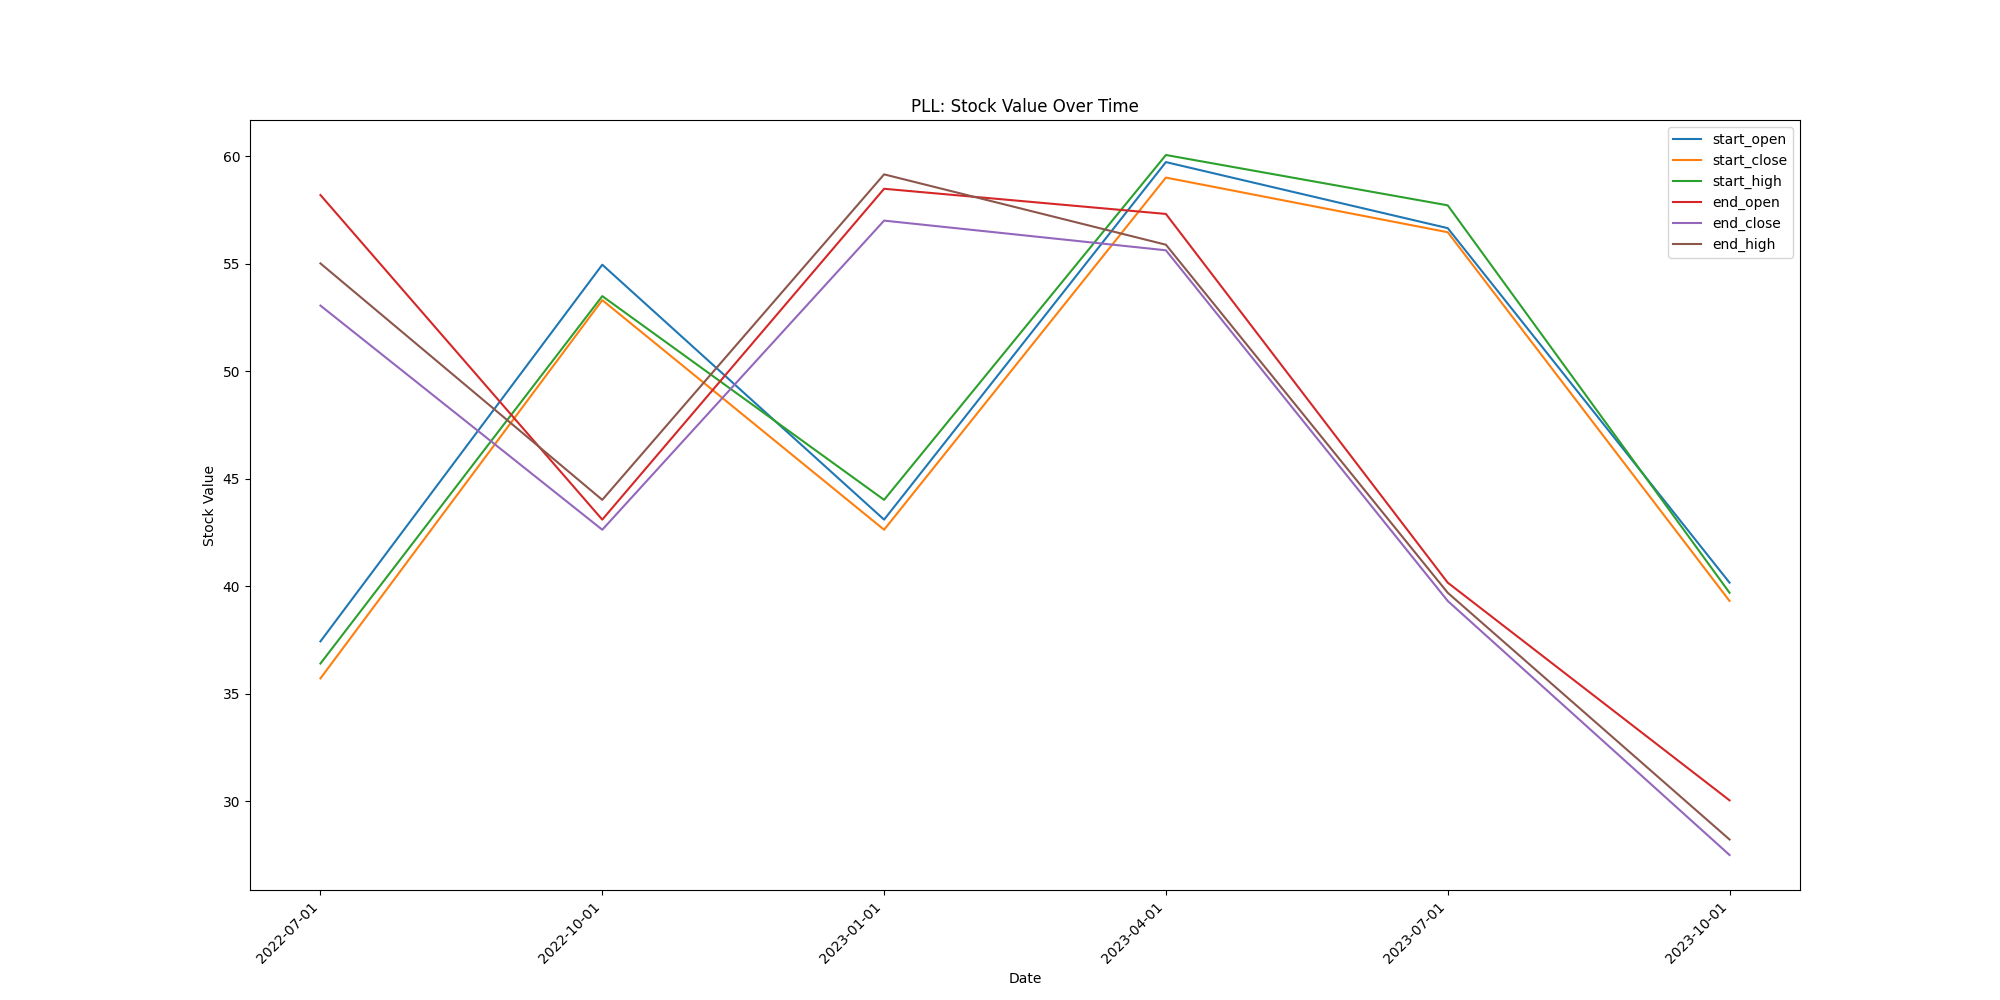 PLL: Stock Value Over Time
start_open
start_close
start_high
end_open
end_close
end_high
60
55
50
45
40
35
30
Stock Value
2022-07-01
2022-10-01
2023-01-01
2023-04-01
2023-07-01
2023-10-01
Date